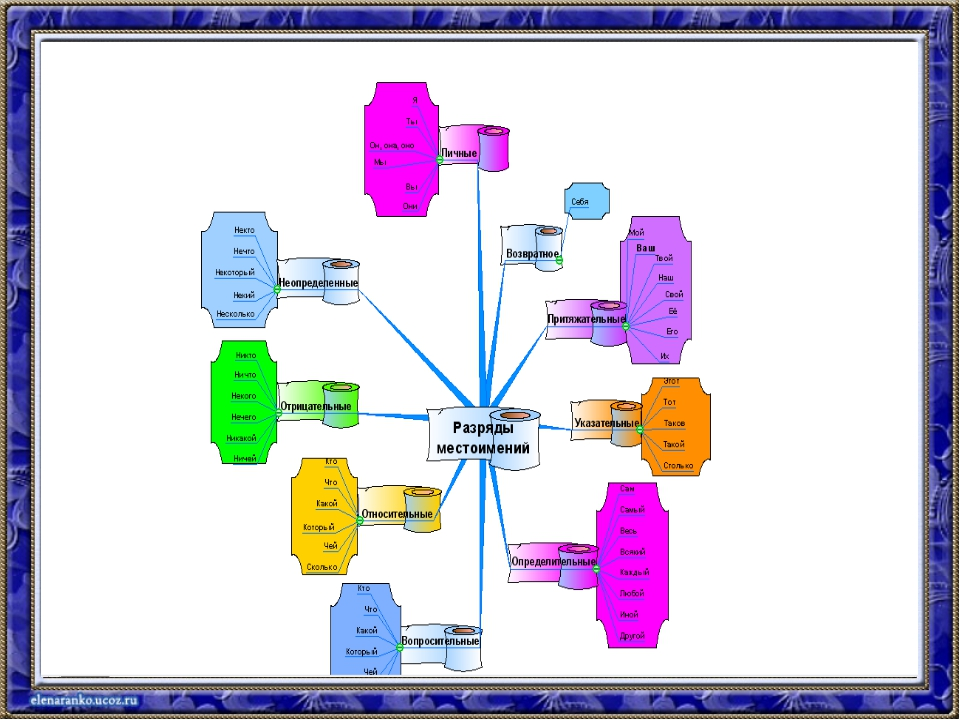 Разряды
местоимений
Личные
Я
Ты
Он, она, оно
Мы
Вы
Они
Возвратное
Себя
Притяжательные
Мой
Ваш
Твой
Наш
Свой
Её
Его
Их
Указательные
Этот
Тот
Таков
Такой
Столько
Определительные
Сам
Самый
Весь
Всякий
Каждый
Любой
Иной
Другой
Вопросительные
Кто
Что
Какой
Который
Чей
Относительные
Кто
Что
Какой
Который
Чей
Сколько
Отрицательные
Никто
Ничто
Некого
Нечего
Никакой
Ничей
Неопределенные
Некто
Нечто
Некоторый
Некий
Несколько
elenaranko.ucoz.ru